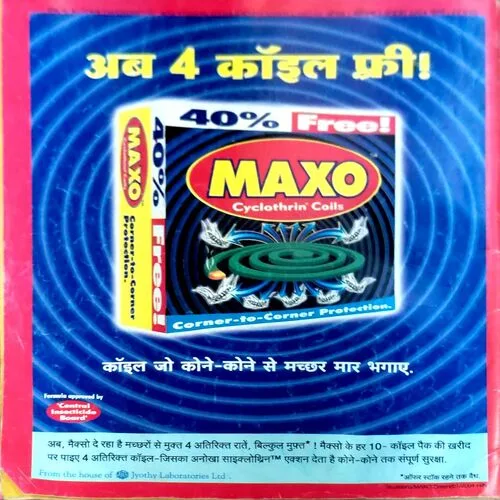 अब 4 कॉइल फ़्री!
40% Free!
40% Free!
MAXO
Cyclothrin Coils
MAXO
Corner-to-Corner Protection.
Corner-to-Corner Protection.
कॉइल जो कोने-कोने से मच्छर मार भगाए.
Formula approved by
'Central
Insecticide
Board'
अब, मैक्सो दे रहा है मच्छरों से मुक्त 4 अतिरिक्त रातें, बिल्कुल मुफ़्त* ! मैक्सो के हर 10- कॉइल पैक की ख़रीद
पर पाइए 4 अतिरिक्त कॉइल-जिसका अनोखा साइक्लोथ्रिन™ एक्शन देता है कोने-कोने तक संपूर्ण सुरक्षा.
From the house of Jyothy Laboratories Ltd.
*ऑफ़र स्टॉक रहने तक वैध.